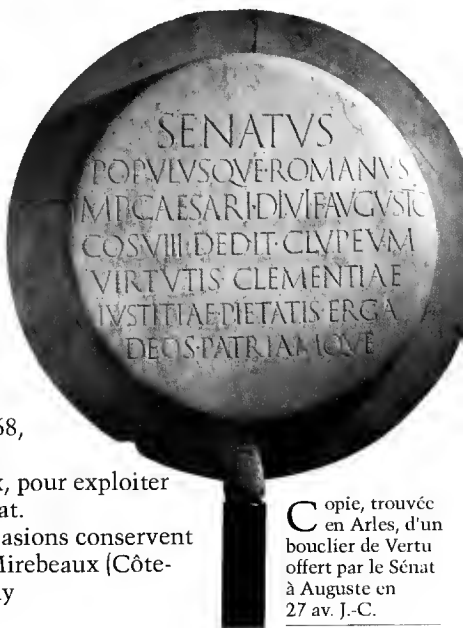 SENATVS
POPVLVSQVE·ROMANVS
IMP·CAESARI·DIVI·F·AVGVSTO
COS·VIII·DEDIT·CLVPEVM
VIRTVTIS·CLEMENTIAE
IVSTITIAE·PIETATIS·ERGA
DEOS·PATRIAMQVE
68,
x, pour exploiter
at.
asions conservent
Mirebeaux (Côte-
y
Copie, trouvée
en Arles, d'un
bouclier de Vertu
offert par le Sénat
à Auguste en
27 av. J.-C.